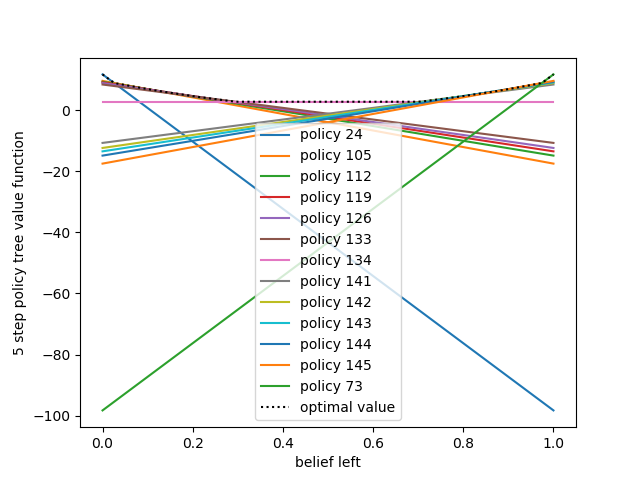 0
−20
−40
−60
−80
−100
5 step policy tree value function
policy 24
policy 105
policy 112
policy 119
policy 126
policy 133
policy 134
policy 141
policy 142
policy 143
policy 144
policy 145
policy 73
optimal value
0.0 0.2 0.4 0.6 0.8 1.0
belief left